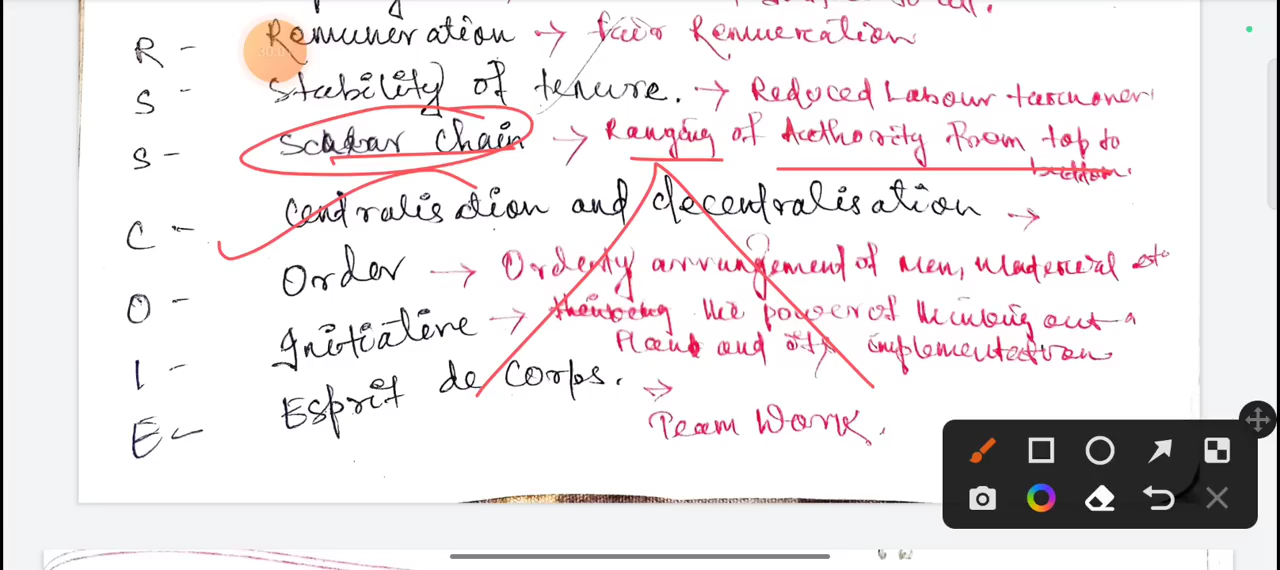 R - Remuneration → fair Remuneration
S - Stability of tenure. → Reduced Labour
S - Scalar Chain → Ranging of Authority from top to bottom.
C - Centralisation and decentralisation →
O - Order → Orderly arrangement of Men, Material etc
I - Initiative → the power of thinking out a
Plan and its implementation
E - Esprit de Corps. →
Team Work.